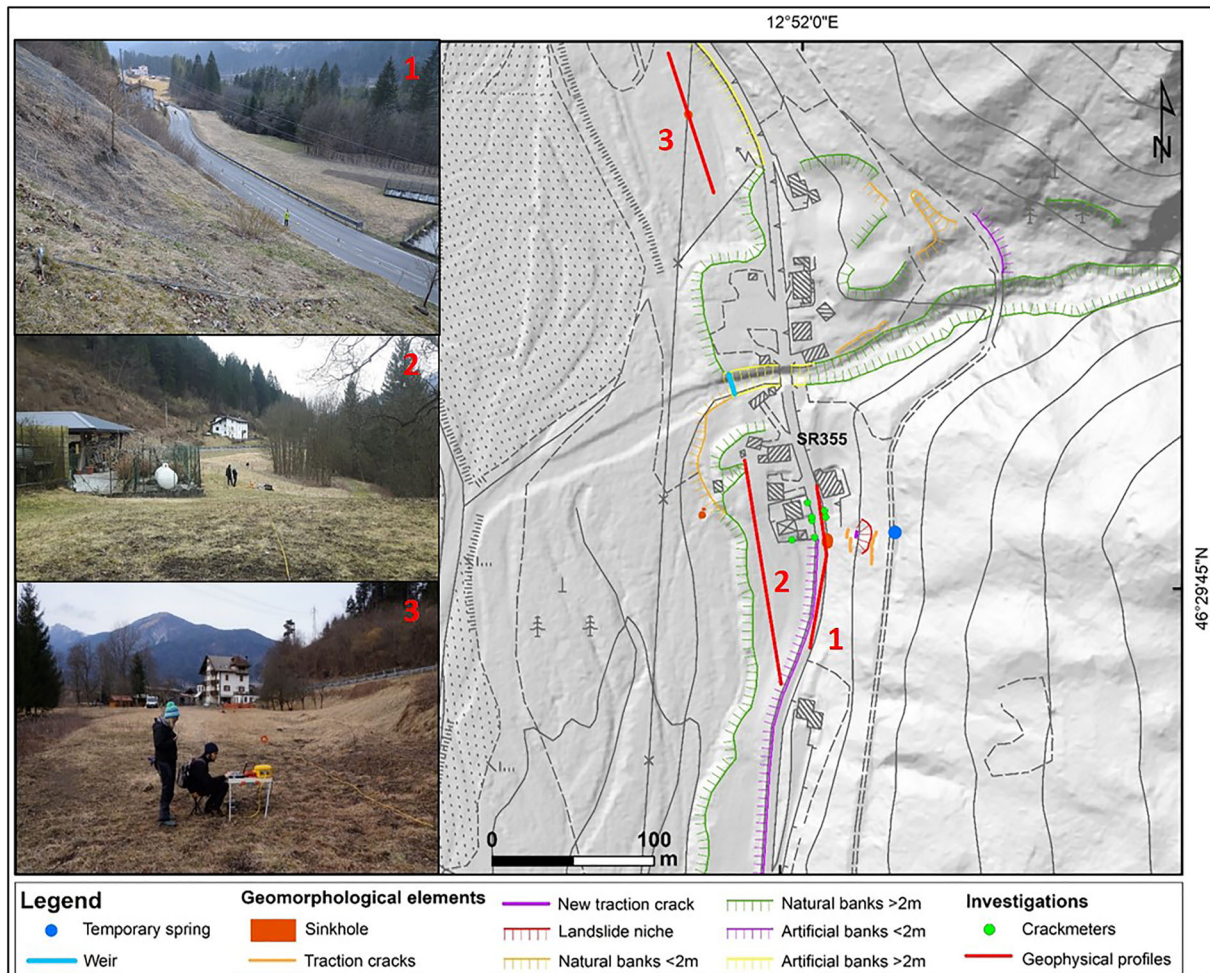 12°52'0"E
1
2
3
3
N
SR355
2
1
46°29'45"N
0
100
m
Legend
Temporary spring
Weir
Geomorphological elements
Sinkhole
Traction cracks
New traction crack
Landslide niche
Natural banks <2m
Natural banks >2m
Artificial banks <2m
Artificial banks >2m
Investigations
Crackmeters
Geophysical profiles